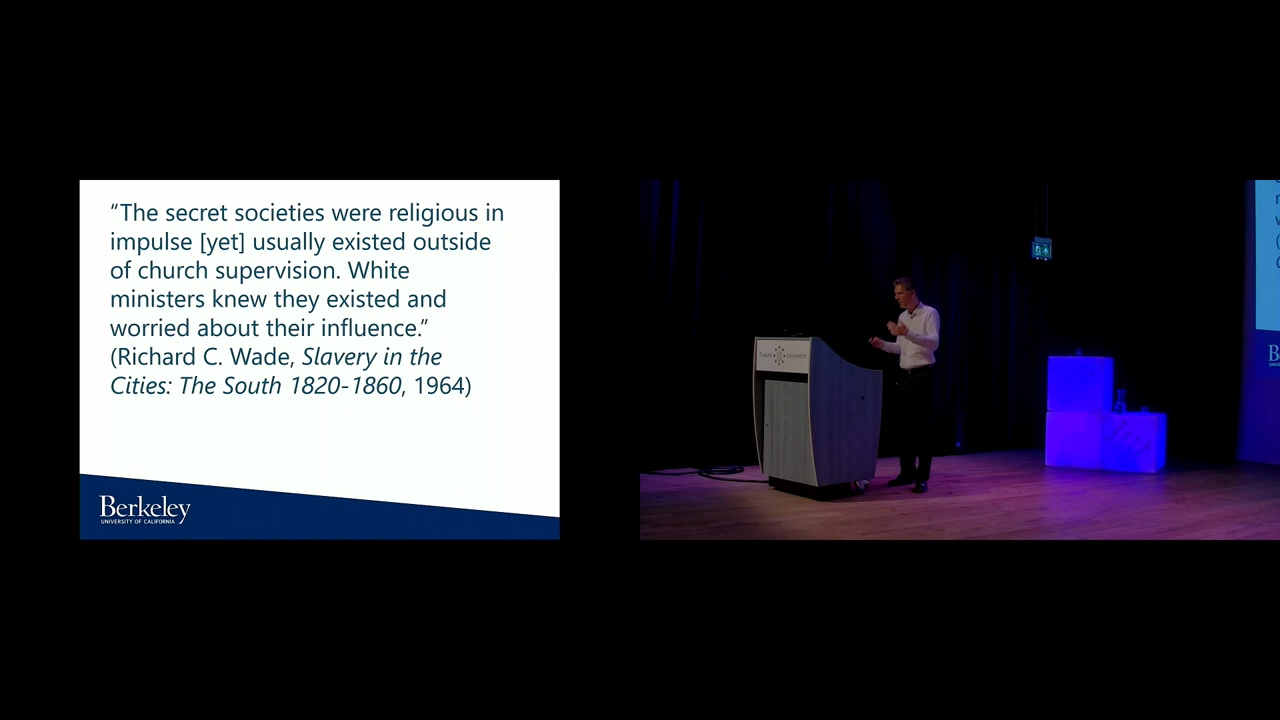 “The secret societies were religious in
impulse [yet] usually existed outside
of church supervision. White
ministers knew they existed and
worried about their influence.”
(Richard C. Wade, Slavery in the
Cities: The South 1820-1860, 1964)
Berkeley
UNIVERSITY OF CALIFORNIA
TILBURG UNIVERSITY